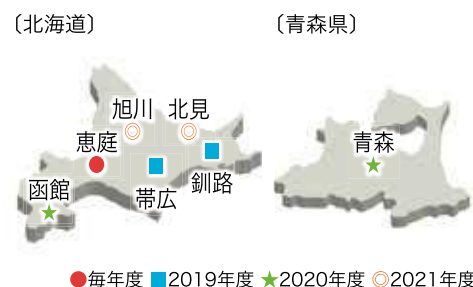 〔北海道〕
〔青森県〕
旭川 北見
恵庭
青森
函館
帯広
釧路
●毎年度 ■2019年度 ★2020年度 ◎2021年度